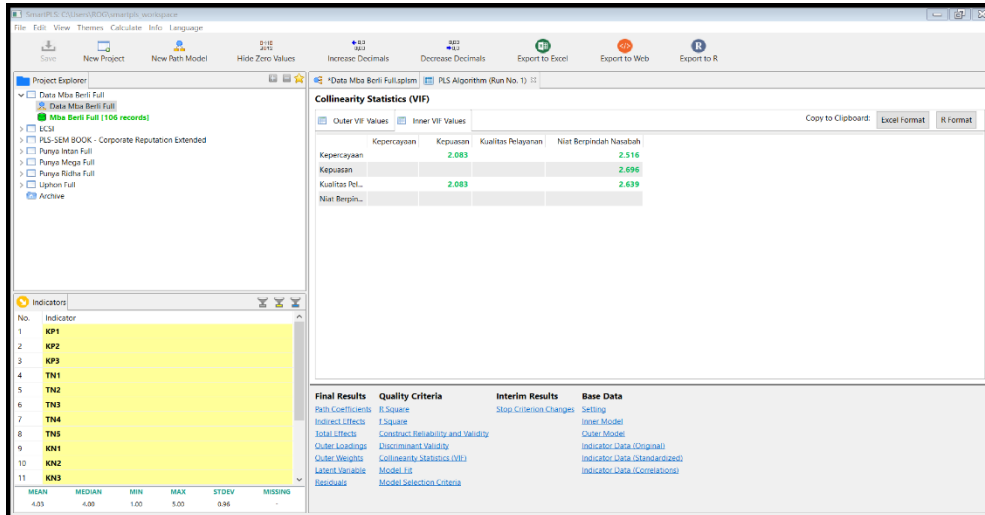 SmartPLS: C:\Users\ROG\smartpls_workspace
File Edit View Themes Calculate Info Language
Save New Project New Path Model Hide Zero Values Increase Decimals Decrease Decimals Export to Excel Export to Web Export to R
Project Explorer
Data Mba Berli Full
Data Mba Berli Full
Mba Berli Full [106 records]
ECSI
PLS-SEM BOOK - Corporate Reputation Extended
Punya Intan Full
Punya Mega Full
Punya Ridha Full
Uphon Full
Archive
*Data Mba Berli Full.splsm PLS Algorithm (Run No. 1)
Collinearity Statistics (VIF)
Outer VIF Values Inner VIF Values Copy to Clipboard: Excel Format R Format
Kepercayaan Kepuasan Kualitas Pelayanan Niat Berpindah Nasabah
Kepercayaan 2.083 2.516
Kepuasan 2.696
Kualitas Pel... 2.083 2.639
Niat Berpin...
Indicators
No. Indicator
1 KP1
2 KP2
3 KP3
4 TN1
5 TN2
6 TN3
7 TN4
8 TN5
9 KN1
10 KN2
11 KN3
MEAN MEDIAN MIN MAX STDEV MISSING
4.03 4.00 1.00 5.00 0.96 -
Final Results Quality Criteria Interim Results Base Data
Path Coefficients R Square Stop Criterion Changes Setting
Indirect Effects f Square Inner Model
Total Effects Construct Reliability and Validity Outer Model
Outer Loadings Discriminant Validity Indicator Data (Original)
Outer Weights Collinearity Statistics (VIF) Indicator Data (Standardized)
Latent Variable Model Fit Indicator Data (Correlations)
Residuals Model Selection Criteria